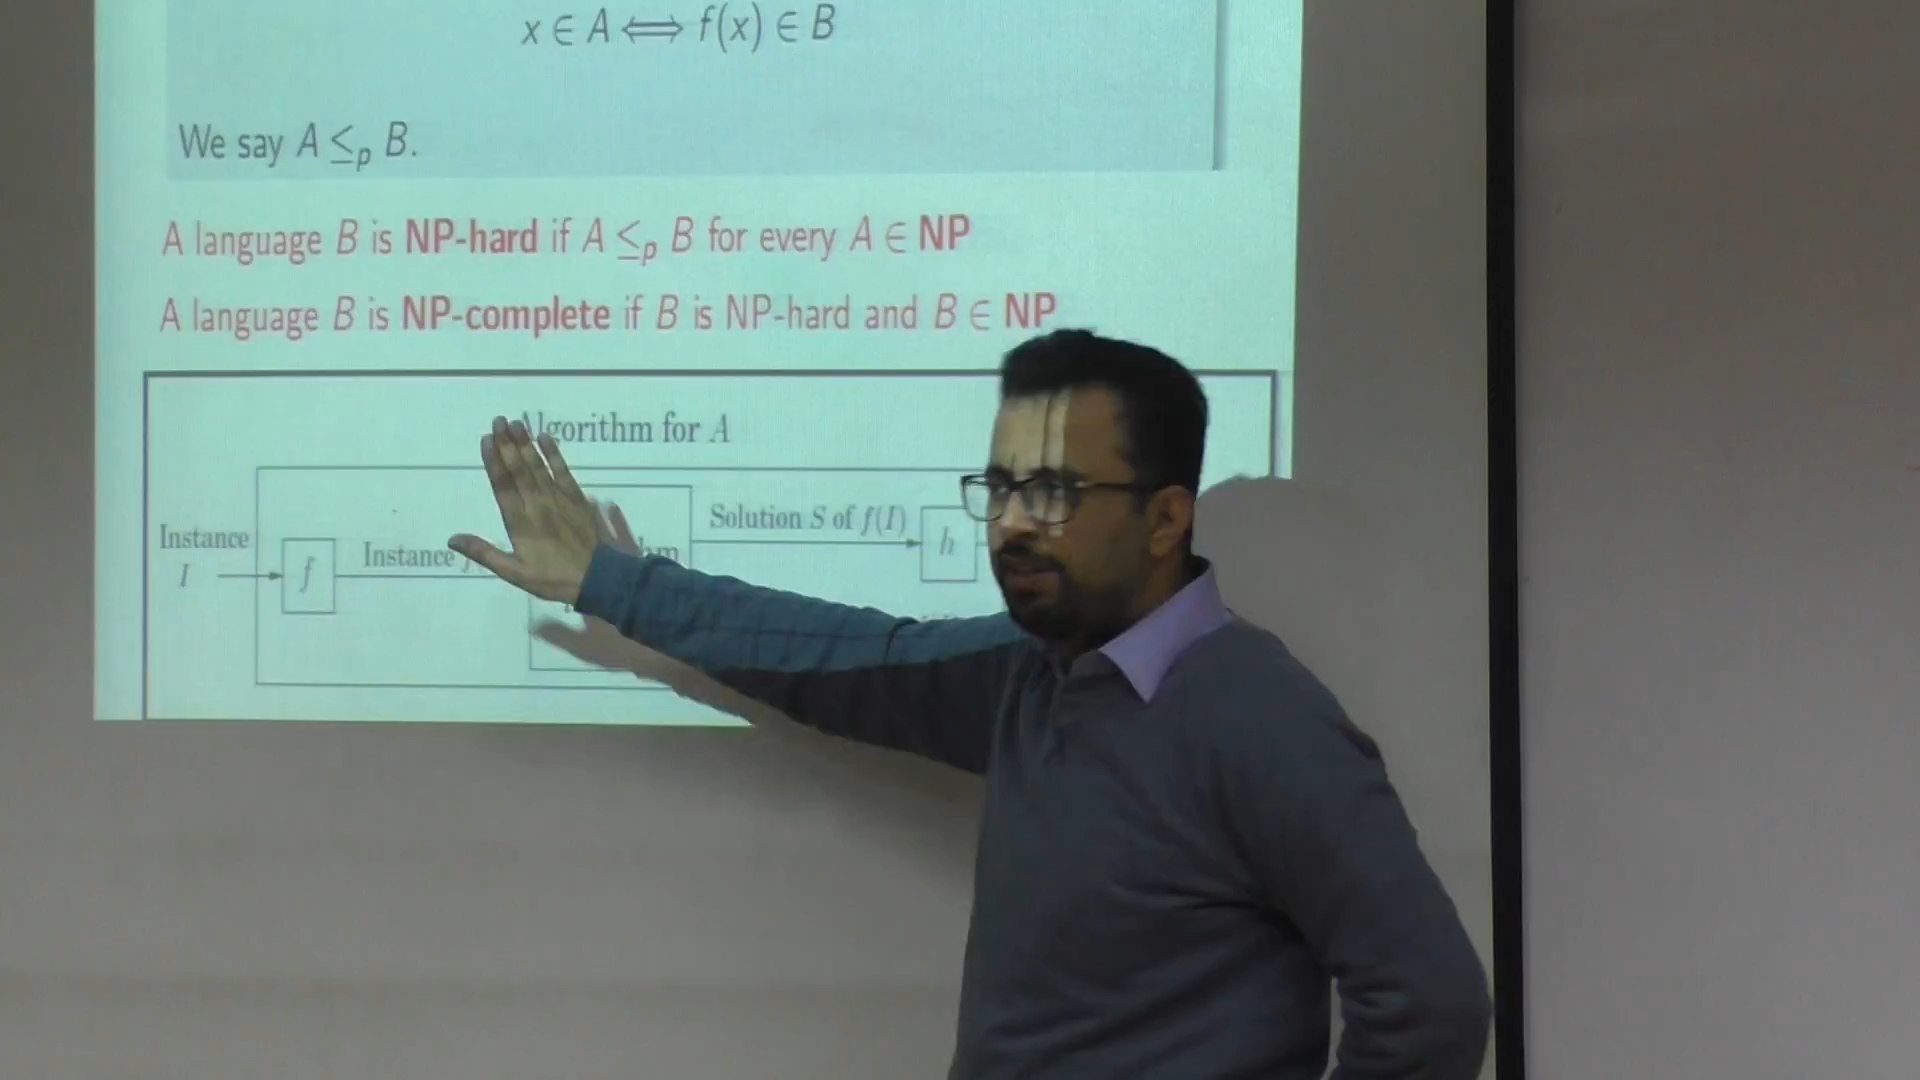 x ∈ A ⟺ f(x) ∈ B
We say A ≤p B.
A language B is NP-hard if A ≤p B for every A ∈ NP
A language B is NP-complete if B is NP-hard and B ∈ NP
Algorithm for A
Instance
I
f
Instance
Solution S of f(I)
h